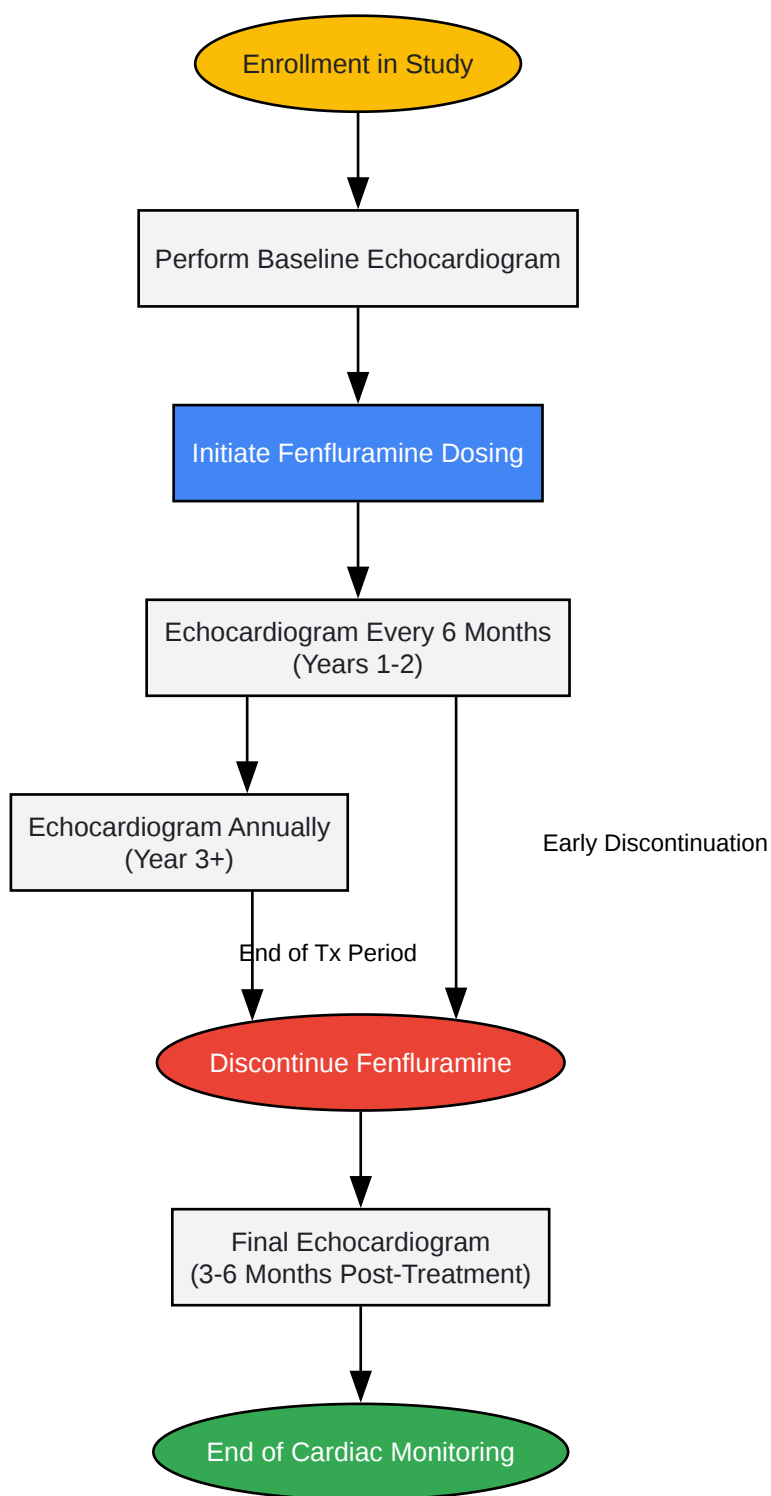 Enrollment in Study
Perform Baseline Echocardiogram
Initiate Fenfluramine Dosing
Echocardiogram Every 6 Months
(Years 1-2)
Echocardiogram Annually
(Year 3+)
Early Discontinuation
End of Tx Period
Discontinue Fenfluramine
Final Echocardiogram
(3-6 Months Post-Treatment)
End of Cardiac Monitoring